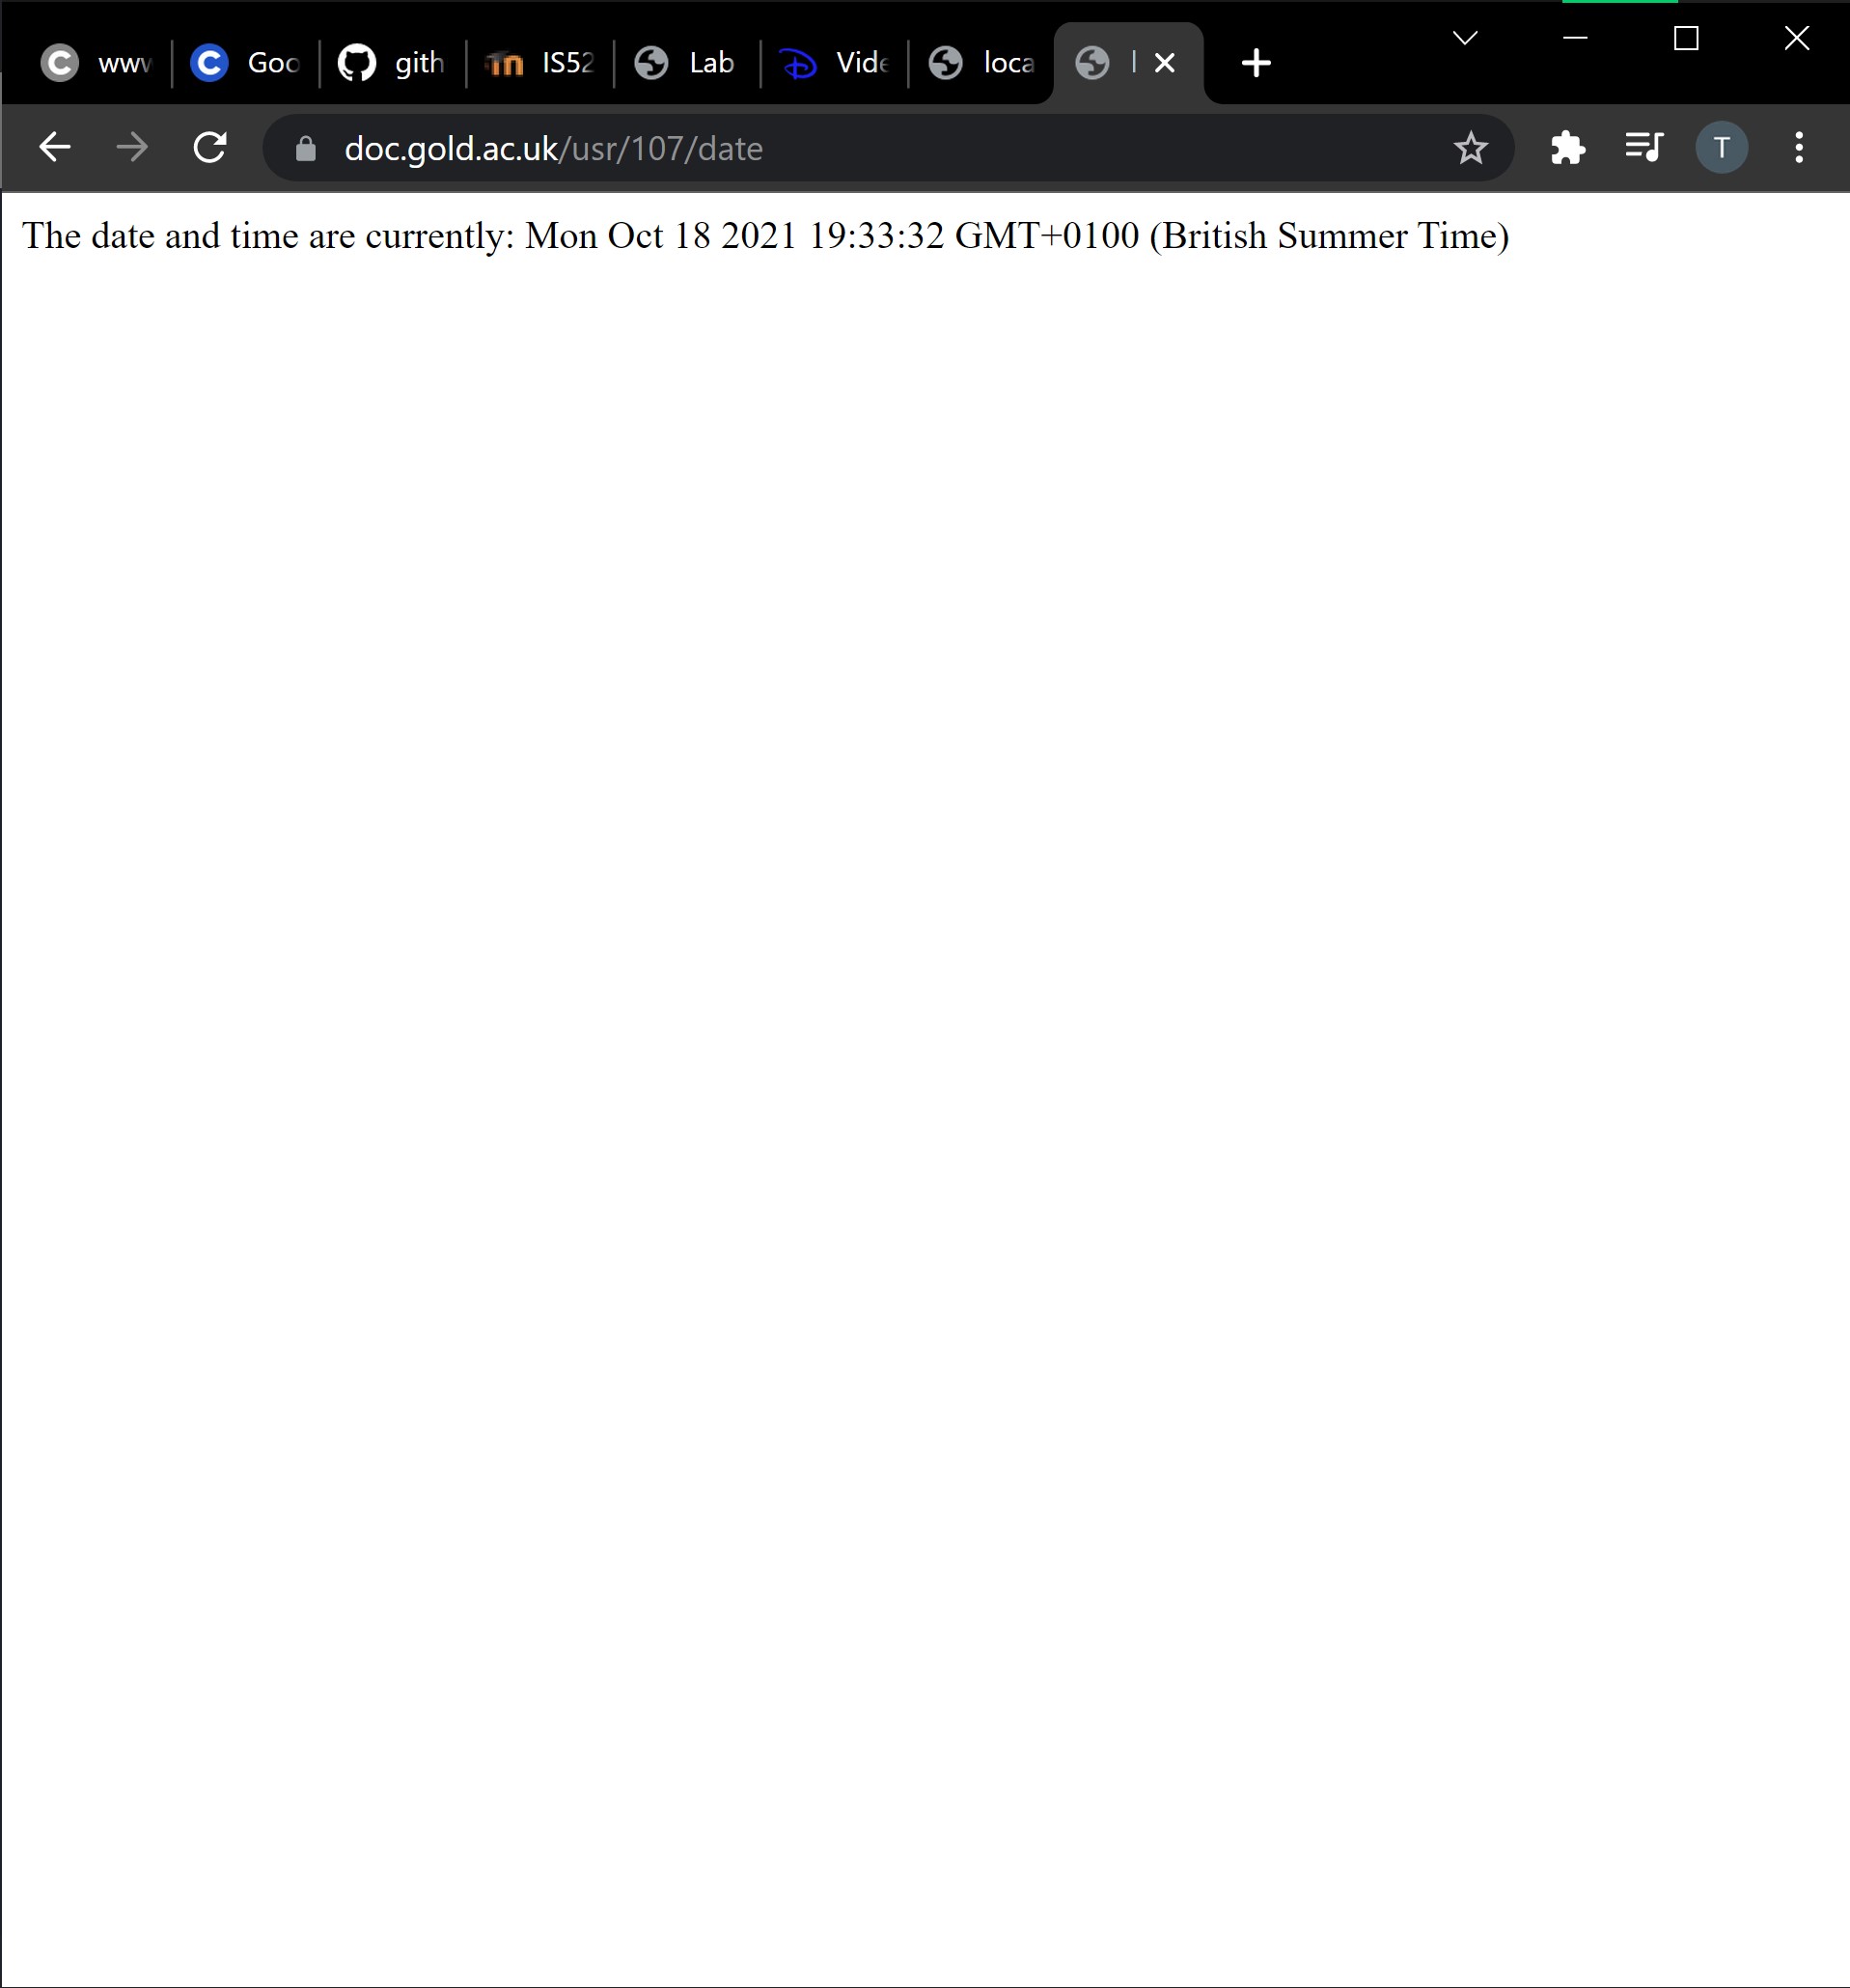 www
Goo
gith
IS52
Lab
Vide
loca
doc.gold.ac.uk/usr/107/date
T
The date and time are currently: Mon Oct 18 2021 19:33:32 GMT+0100 (British Summer Time)